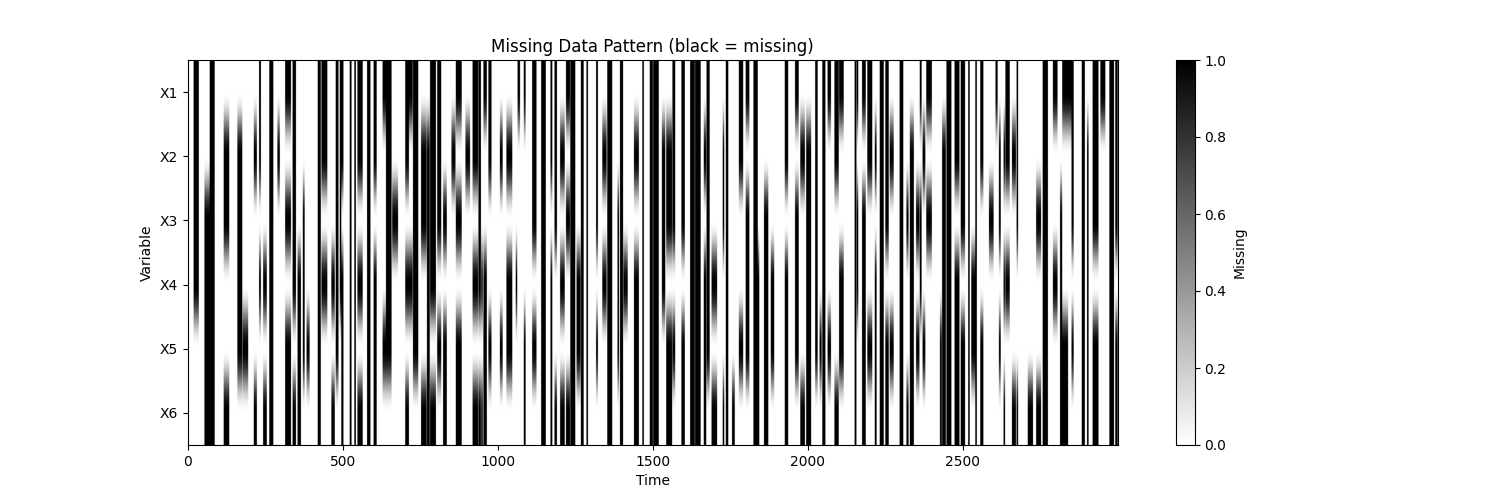 Missing Data Pattern (black = missing)
X1
X2
X3
X4
X5
X6
Variable
0
500
1000
1500
2000
2500
Time
1.0
0.8
0.6
0.4
0.2
0.0
Missing